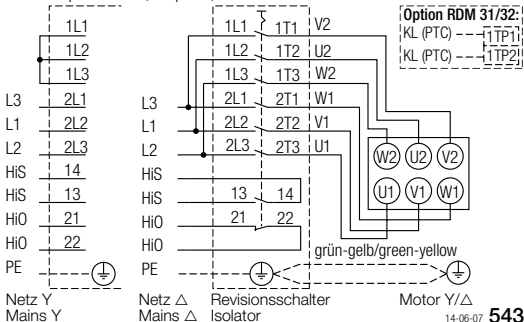 Option RDM 31/32:
KL (PTC) 1TP1
KL (PTC) 1TP2
1L1 1L1 1T1 V2
1L2 1L2 1T2 U2
1L3 1L3 1T3 W2
L3 2L1 L3 2L1 2T1 W1
L1 2L2 L1 2L2 2T2 V1
L2 2L3 L2 2L3 2T3 U1
W2 U2 V2
HiS 14 HiS
HiS 13 HiS 13 14
U1 V1 W1
HiO 21 HiO 21 22
HiO 22 HiO
grün-gelb/green-yellow
PE PE
Netz Y Netz △ Revisionsschalter Motor Y/△
Mains Y Mains △ Isolator 14-06-07 543